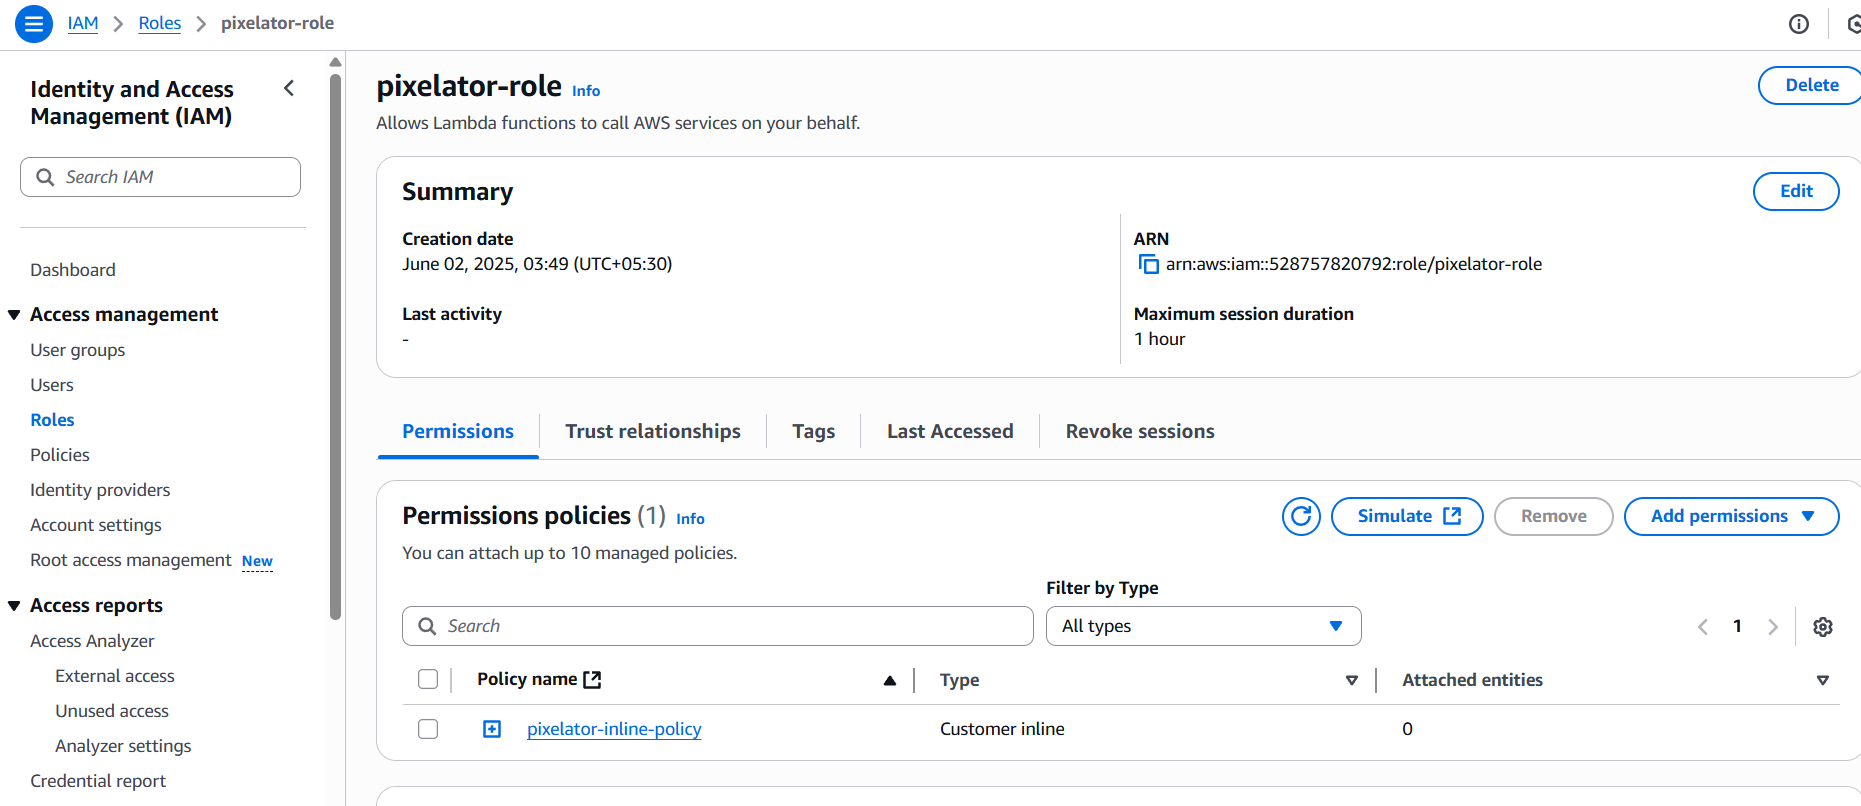 IAM > Roles > pixelator-role
Identity and Access
Management (IAM)
Search IAM
Dashboard
Access management
User groups
Users
Roles
Policies
Identity providers
Account settings
Root access management New
Access reports
Access Analyzer
External access
Unused access
Analyzer settings
Credential report
pixelator-role Info
Delete
Allows Lambda functions to call AWS services on your behalf.
Summary
Edit
Creation date
June 02, 2025, 03:49 (UTC+05:30)
ARN
arn:aws:iam::528757820792:role/pixelator-role
Last activity
-
Maximum session duration
1 hour
Permissions
Trust relationships
Tags
Last Accessed
Revoke sessions
Permissions policies (1) Info
Simulate
Remove
Add permissions
You can attach up to 10 managed policies.
Filter by Type
Search
All types
1
Policy name
Type
Attached entities
pixelator-inline-policy
Customer inline
0